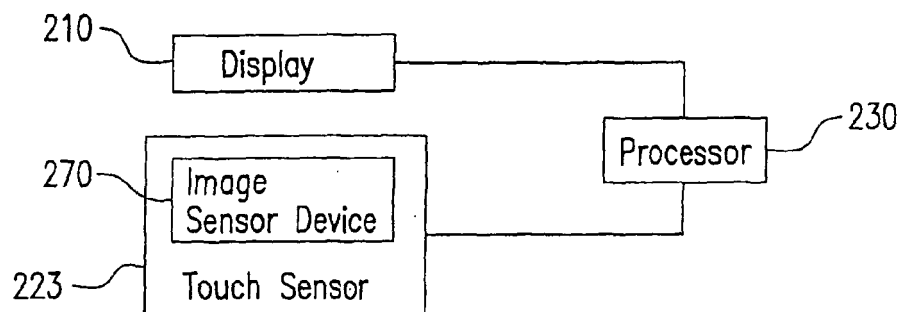 210
Display
230
Processor
270
Image
Sensor Device
223
Touch Sensor